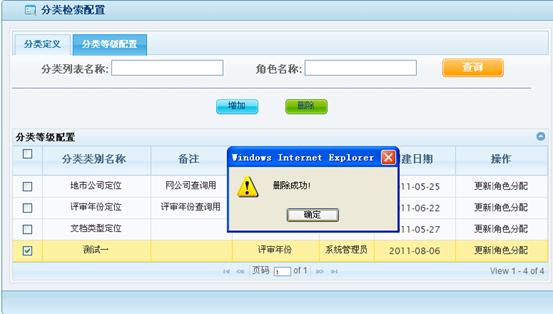 分类检索配置
分类定义 分类等级配置
分类列表名称: 角色名称: 查询
增加 删除
分类等级配置
分类类别名称 备注 建日期 操作
Windows Internet Explorer
地市公司定位 网公司查询用 11-05-25 更新|角色分配
删除成功!
评审年份定位 评审年份查询用 11-06-22 更新|角色分配
确定
文档类型定位 11-05-27 更新|角色分配
测试一 评审年份 系统管理员 2011-08-06 更新|角色分配
页码 1 of 1 View 1 - 4 of 4